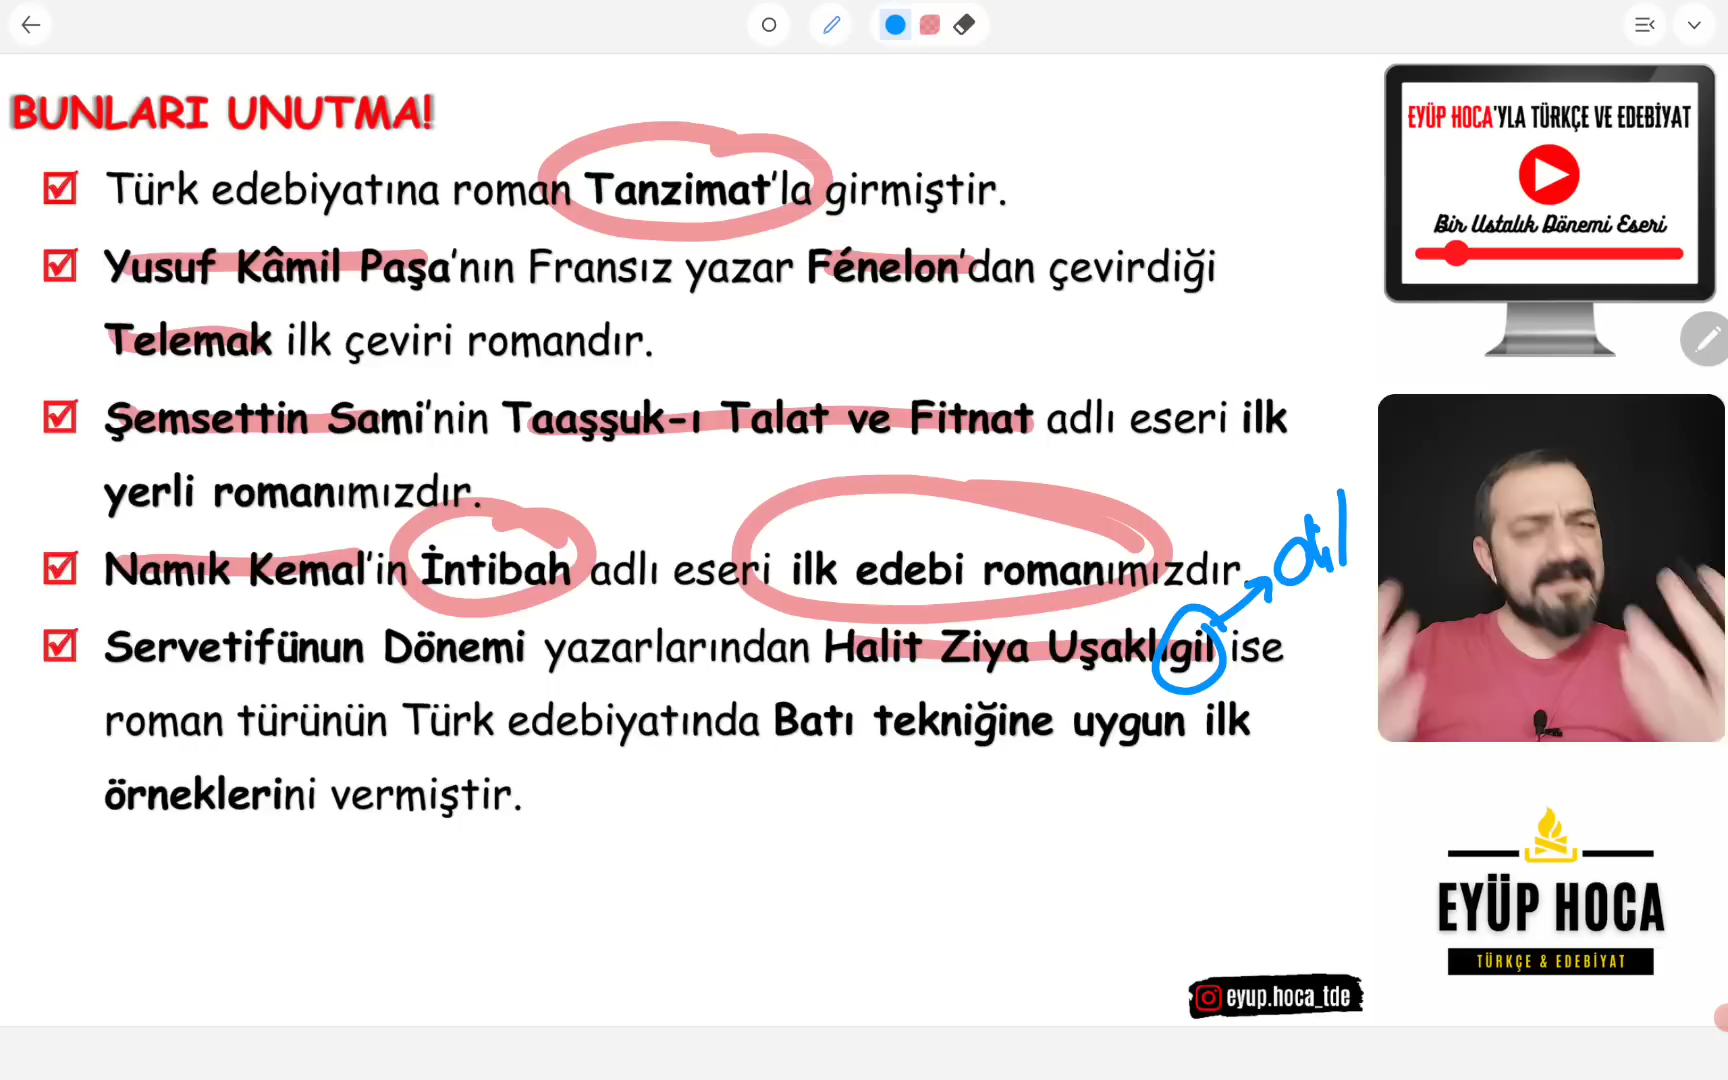 BUNLARI UNUTMA!
Türk edebiyatına roman Tanzimat'la girmiştir.
Yusuf Kâmil Paşa'nın Fransız yazar Fénelon'dan çevirdiği
Telemak ilk çeviri romandır.
Şemsettin Sami'nin Taaşşuk-ı Talat ve Fitnat adlı eseri ilk
yerli romanımızdır.
Namık Kemal'in İntibah adlı eseri ilk edebi romanımızdır.
Servetifünun Dönemi yazarlarından Halit Ziya Uşaklıgil ise
roman türünün Türk edebiyatında Batı tekniğine uygun ilk
örneklerini vermiştir.
EYÜP HOCA'YLA TÜRKÇE VE EDEBİYAT
Bir Ustalık Dönemi Eseri
EYÜP HOCA
TÜRKÇE & EDEBİYAT
eyup.hoca_tde